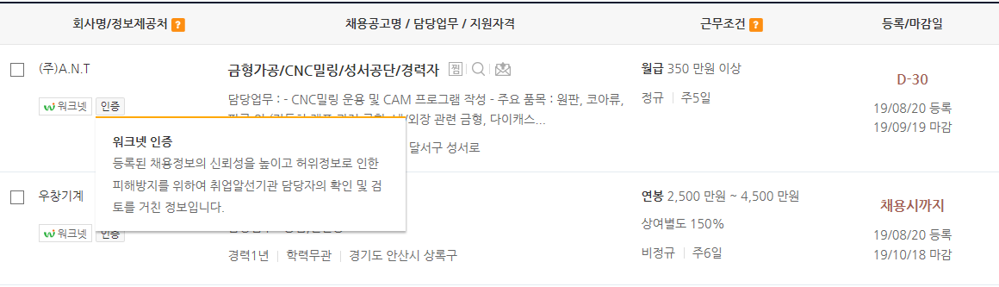 회사명/정보제공처 ?
채용공고명 / 담당업무 / 지원자격
근무조건 ?
등록/마감일
(주)A.N.T
워크넷 인증
금형가공/CNC밀링/성서공단/경력자 찜
담당업무 : - CNC밀링 운용 및 CAM 프로그램 작성 - 주요 품목 : 원판, 코아류,
/외장 관련 금형, 다이캐스...
달서구 성서로
월급 350 만원 이상
정규 주5일
D-30
19/08/20 등록
19/09/19 마감
워크넷 인증
등록된 채용정보의 신뢰성을 높이고 허위정보로 인한
피해방지를 위하여 취업알선기관 담당자의 확인 및 검
토를 거친 정보입니다.
우창기계
워크넷 인증
경력1년 학력무관 경기도 안산시 상록구
연봉 2,500 만원 ~ 4,500 만원
상여별도 150%
비정규 주6일
채용시까지
19/08/20 등록
19/10/18 마감